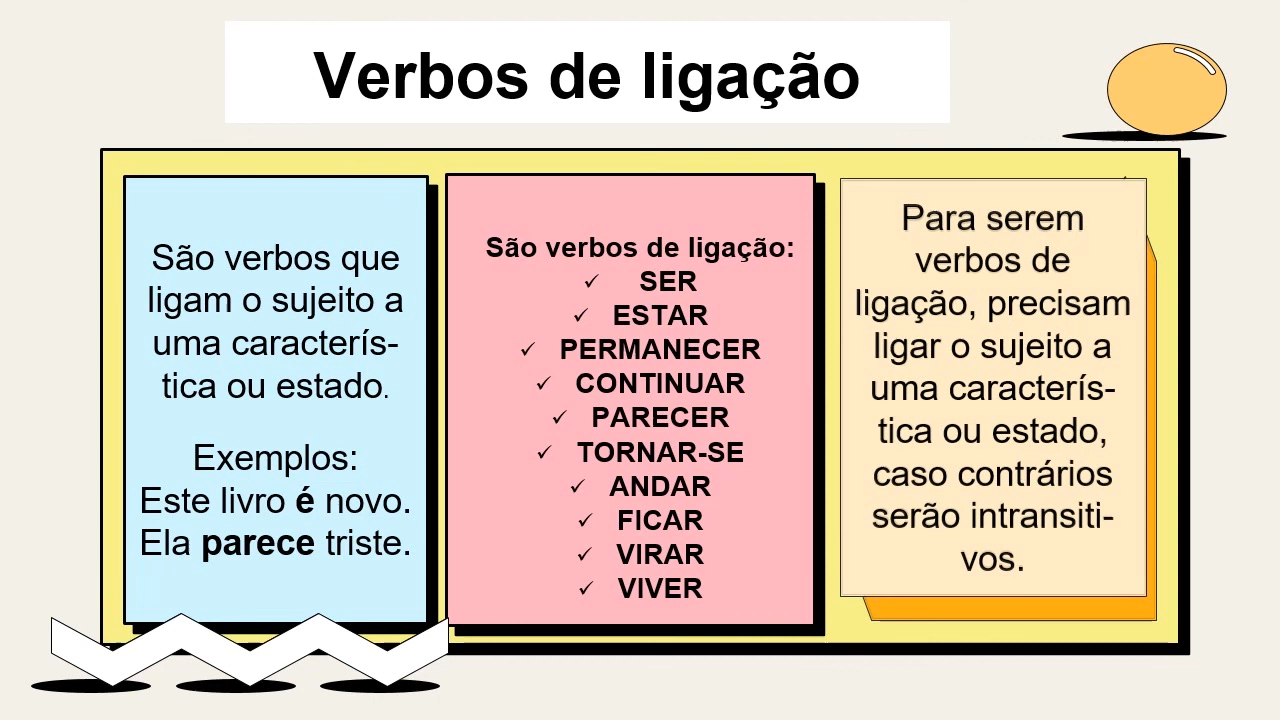 Verbos de ligação
São verbos que
ligam o sujeito a
uma caracterís-
tica ou estado.
Exemplos:
Este livro é novo.
Ela parece triste.
São verbos de ligação:
✓ SER
✓ ESTAR
✓ PERMANECER
✓ CONTINUAR
✓ PARECER
✓ TORNAR-SE
✓ ANDAR
✓ FICAR
✓ VIRAR
✓ VIVER
Para serem
verbos de
ligação, precisam
ligar o sujeito a
uma caracterís-
tica ou estado,
caso contrários
serão intransiti-
vos.